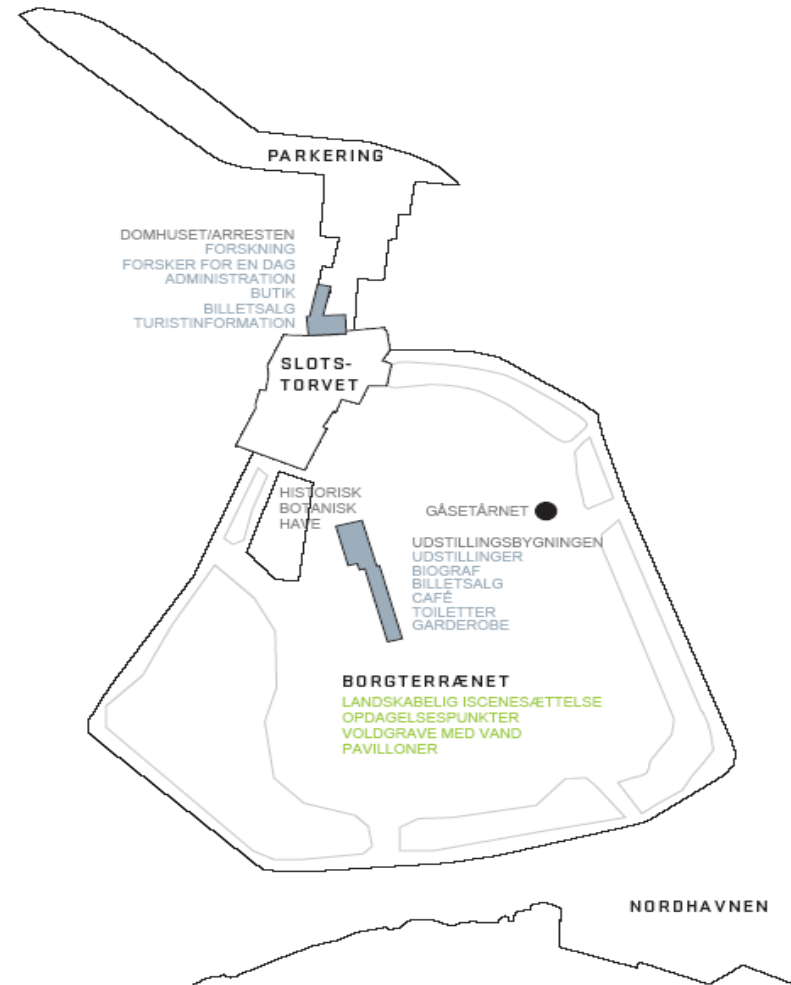 PARKERING
DOMHUSET/ARRESTEN
FORSKNING
FORSKER FOR EN DAG
ADMINISTRATION
BUTIK
BILLETSALG
TURISTINFORMATION
SLOTS-
TORVET
HISTORISK
BOTANISK
HAVE
GÅSETÅRNET
UDSTILLINGSBYGNINGEN
UDSTILLINGER
BIOGRAF
BILLETSALG
CAFÉ
TOILETTER
GARDEROBE
BORGTERRÆNET
LANDSKABELIG ISCENESÆTTELSE
OPDAGELSESPUNKTER
VOLDGRAVE MED VAND
PAVILLONER
NORDHAVNEN